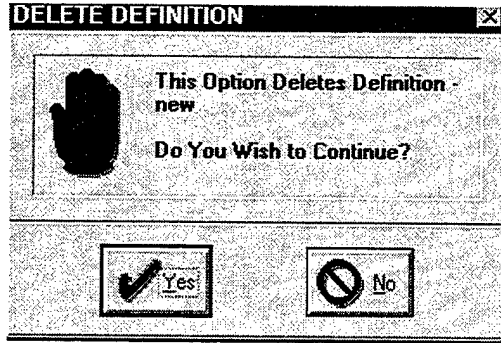 DELETE DEFINITION
This Option Deletes Definition -
new
Do You Wish to Continue?
Yes
No